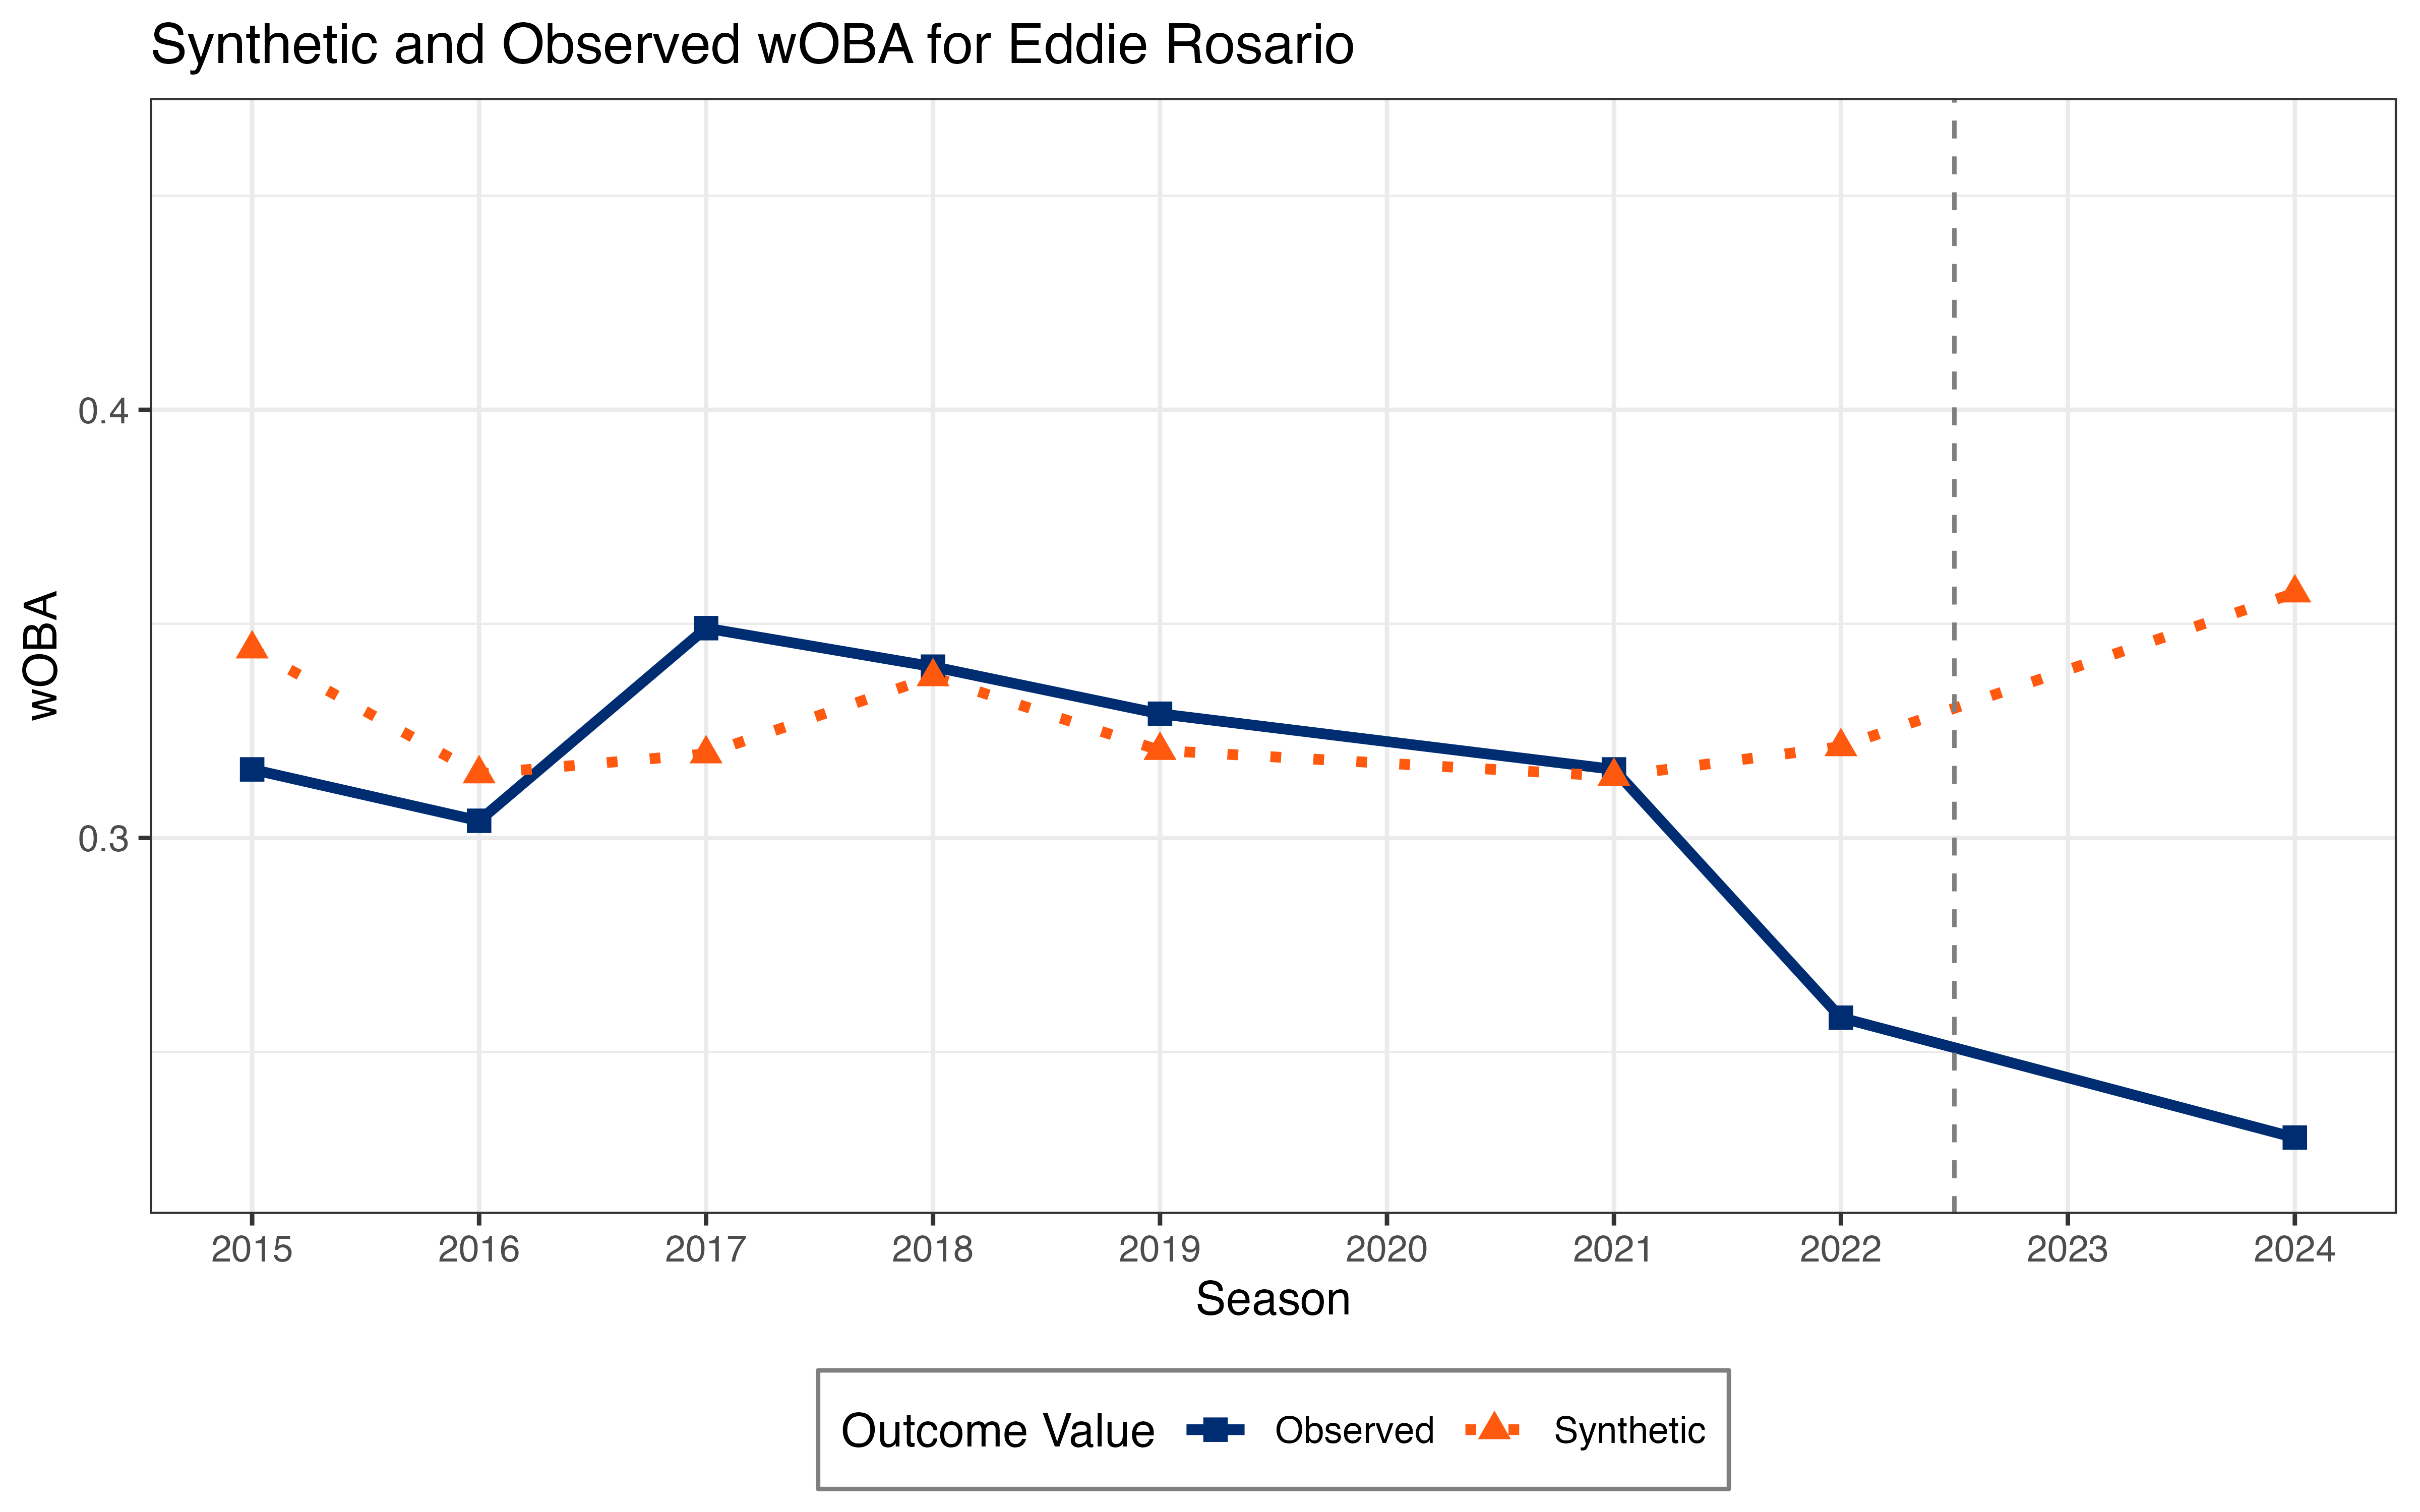 Synthetic and Observed wOBA for Eddie Rosario
wOBA
0.4
0.3
2015 2016 2017 2018 2019 2020 2021 2022 2023 2024
Season
Outcome Value Observed Synthetic